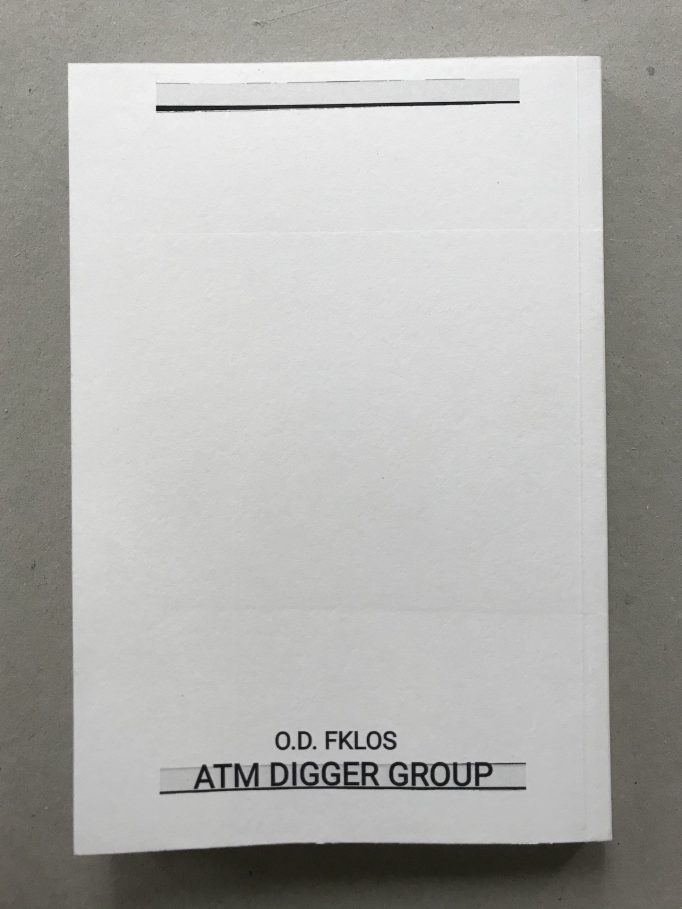 O.D. FKLOS
ATM DIGGER GROUP